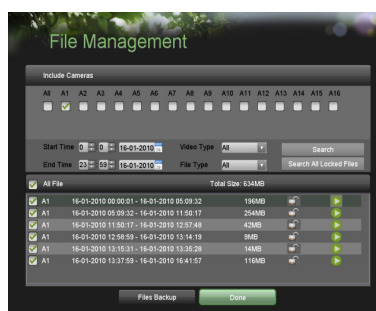 File Management
Include Cameras
All A1 A2 A3 A4 A5 A6 A7 A8 A9 A10 A11 A12 A13 A14 A15 A16
Start Time 0 0 16-01-2010 Video Type All Search
End Time 23 59 16-01-2010 File Type All Search All Locked Files
All File Total Size: 634MB
A1 16-01-2010 00:00:01 - 16-01-2010 05:09:32 196MB
A1 16-01-2010 05:09:32 - 16-01-2010 11:50:17 254MB
A1 16-01-2010 11:50:17 - 16-01-2010 12:57:48 42MB
A1 16-01-2010 12:58:59 - 16-01-2010 13:14:19 9MB
A1 16-01-2010 13:15:31 - 16-01-2010 13:35:28 14MB
A1 16-01-2010 13:37:59 - 16-01-2010 16:41:57 116MB
Files Backup Done